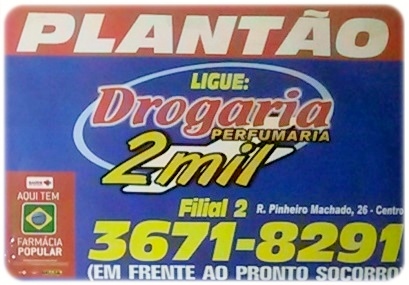 PLANTÃO
LIGUE:
Drogaria
PERFUMARIA
2mil
Filial 2 R. Pinheiro Machado, 26 - Centro
3671-8291
(EM FRENTE AO PRONTO SOCORRO
AQUI TEM
FARMÁCIA
POPULAR